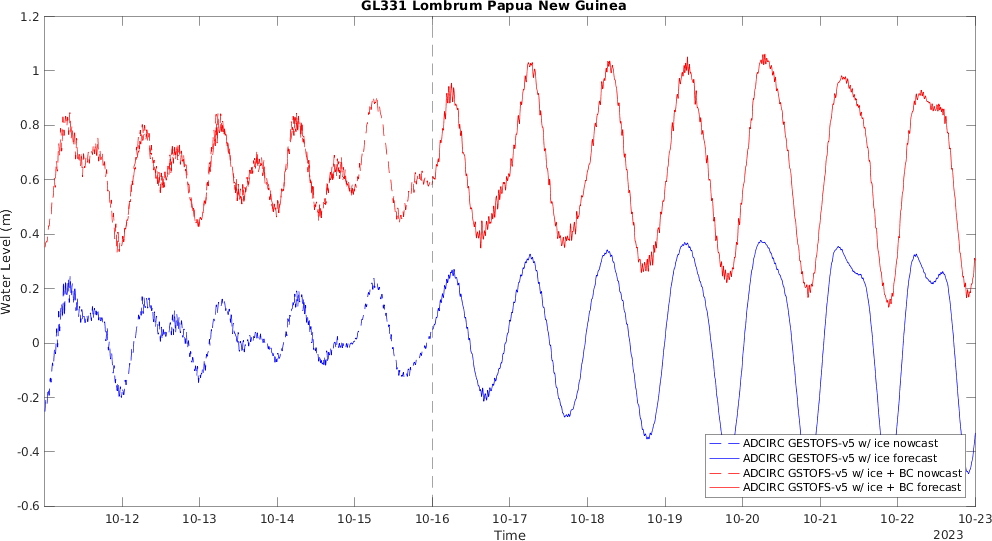 GL331 Lombrum Papua New Guinea
1.2
1
0.8
0.6
0.4
0.2
0
-0.2
-0.4
-0.6
Water Level (m)
ADCIRC GESTOFS-v5 w/ ice nowcast
ADCIRC GESTOFS-v5 w/ ice forecast
ADCIRC GSTOFS-v5 w/ ice + BC nowcast
ADCIRC GSTOFS-v5 w/ ice + BC forecast
10-12 10-13 10-14 10-15 10-16 10-17 10-18 10-19 10-20 10-21 10-22 10-23
Time
2023